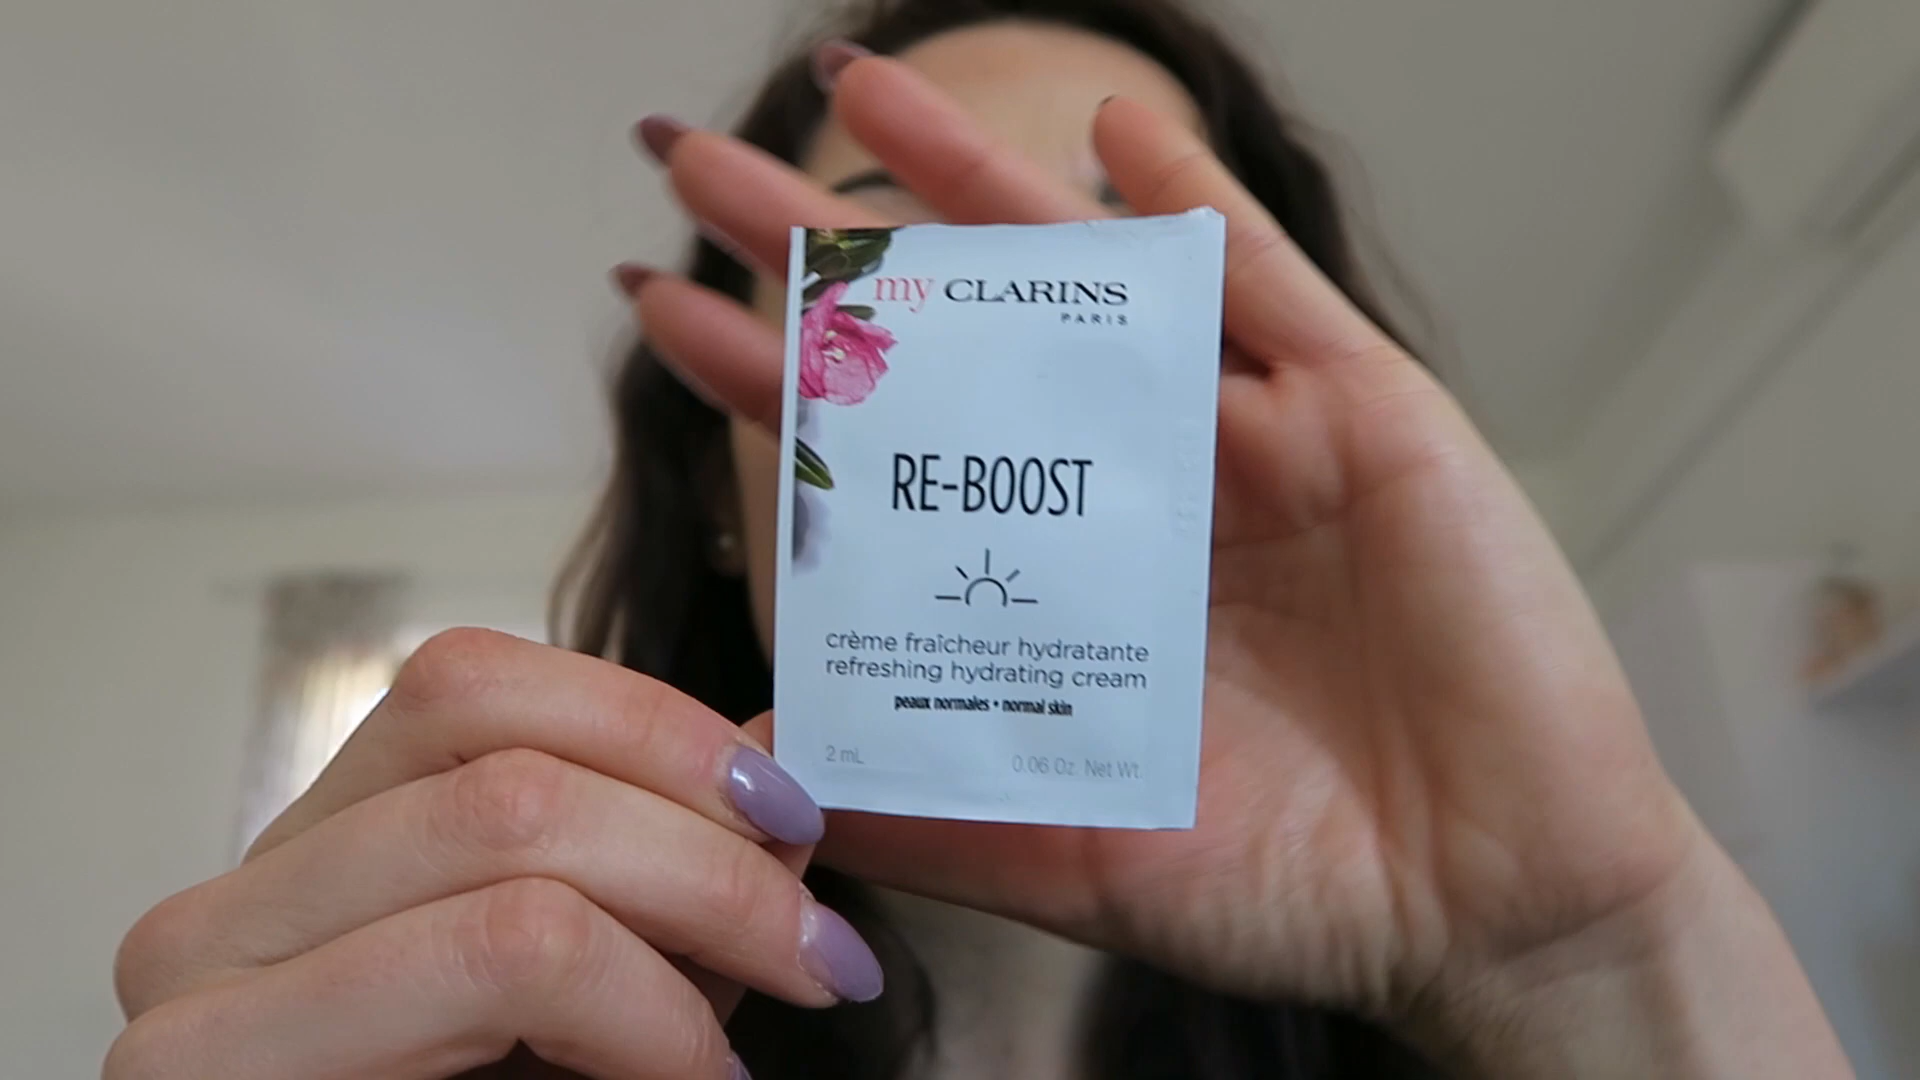 my CLARINS
PARIS
RE-BOOST
crème fraîcheur hydratante
refreshing hydrating cream
peaux normales • normal skin
2 mL 0.06 Oz. Net Wt.